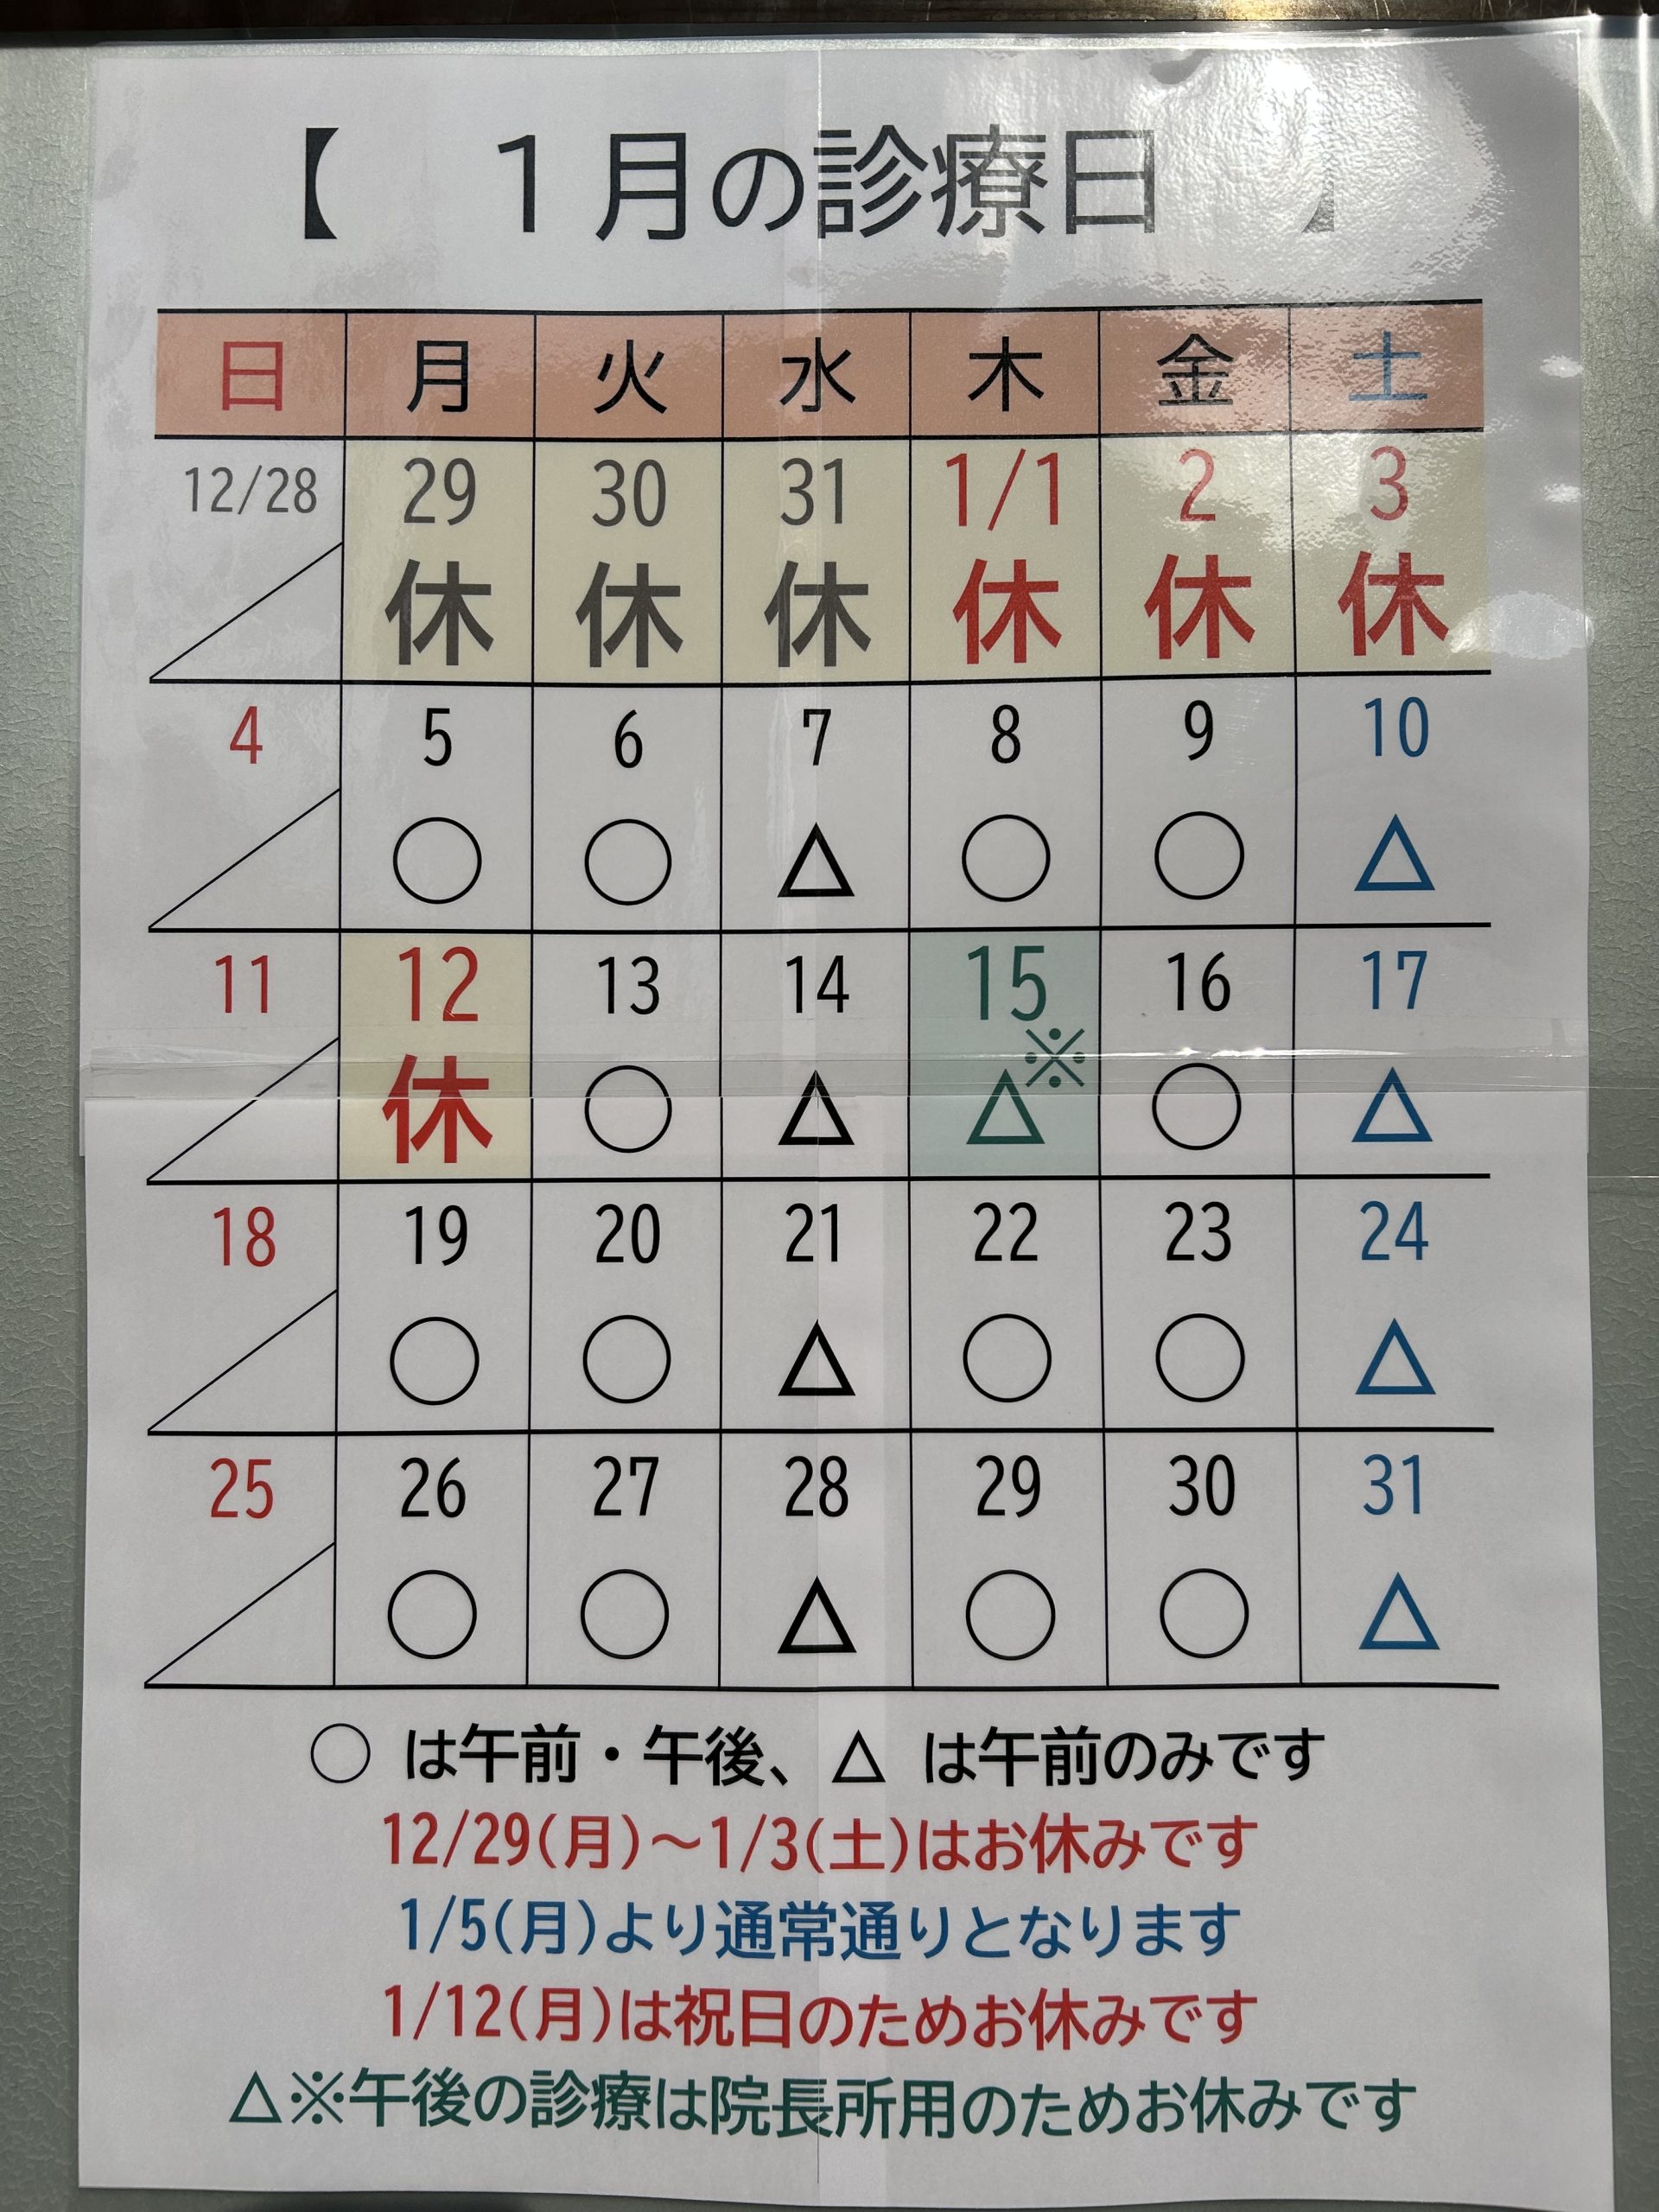 【　１月の診療日　】
日 月 火 水 木 金 土
12/28 29 30 31 1/1 2 3
休 休 休 休 休 休
4 5 6 7 8 9 10
○ ○ △ ○ ○ △
11 12 13 14 15 16 17
休 ○ △ △※ ○ △
18 19 20 21 22 23 24
○ ○ △ ○ ○ △
25 26 27 28 29 30 31
○ ○ △ ○ ○ △
○ は午前・午後、△ は午前のみです
12/29(月)～1/3(土)はお休みです
1/5(月)より通常通りとなります
1/12(月)は祝日のためお休みです
△※午後の診療は院長所用のためお休みです